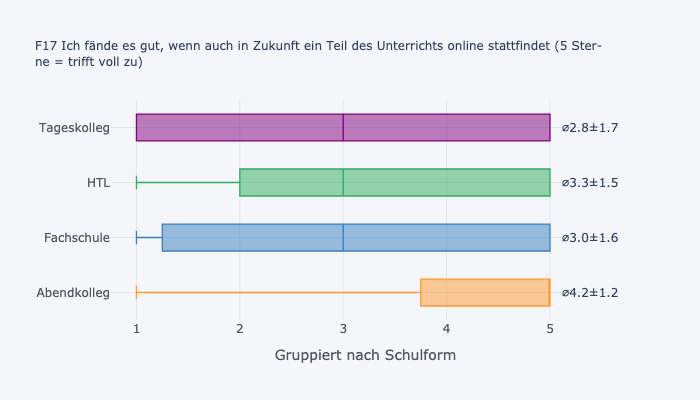 F17 Ich fände es gut, wenn auch in Zukunft ein Teil des Unterrichts online stattfindet (5 Ster-
ne = trifft voll zu)
Tageskolleg
⌀2.8±1.7
HTL
⌀3.3±1.5
Fachschule
⌀3.0±1.6
Abendkolleg
⌀4.2±1.2
1 2 3 4 5
Gruppiert nach Schulform